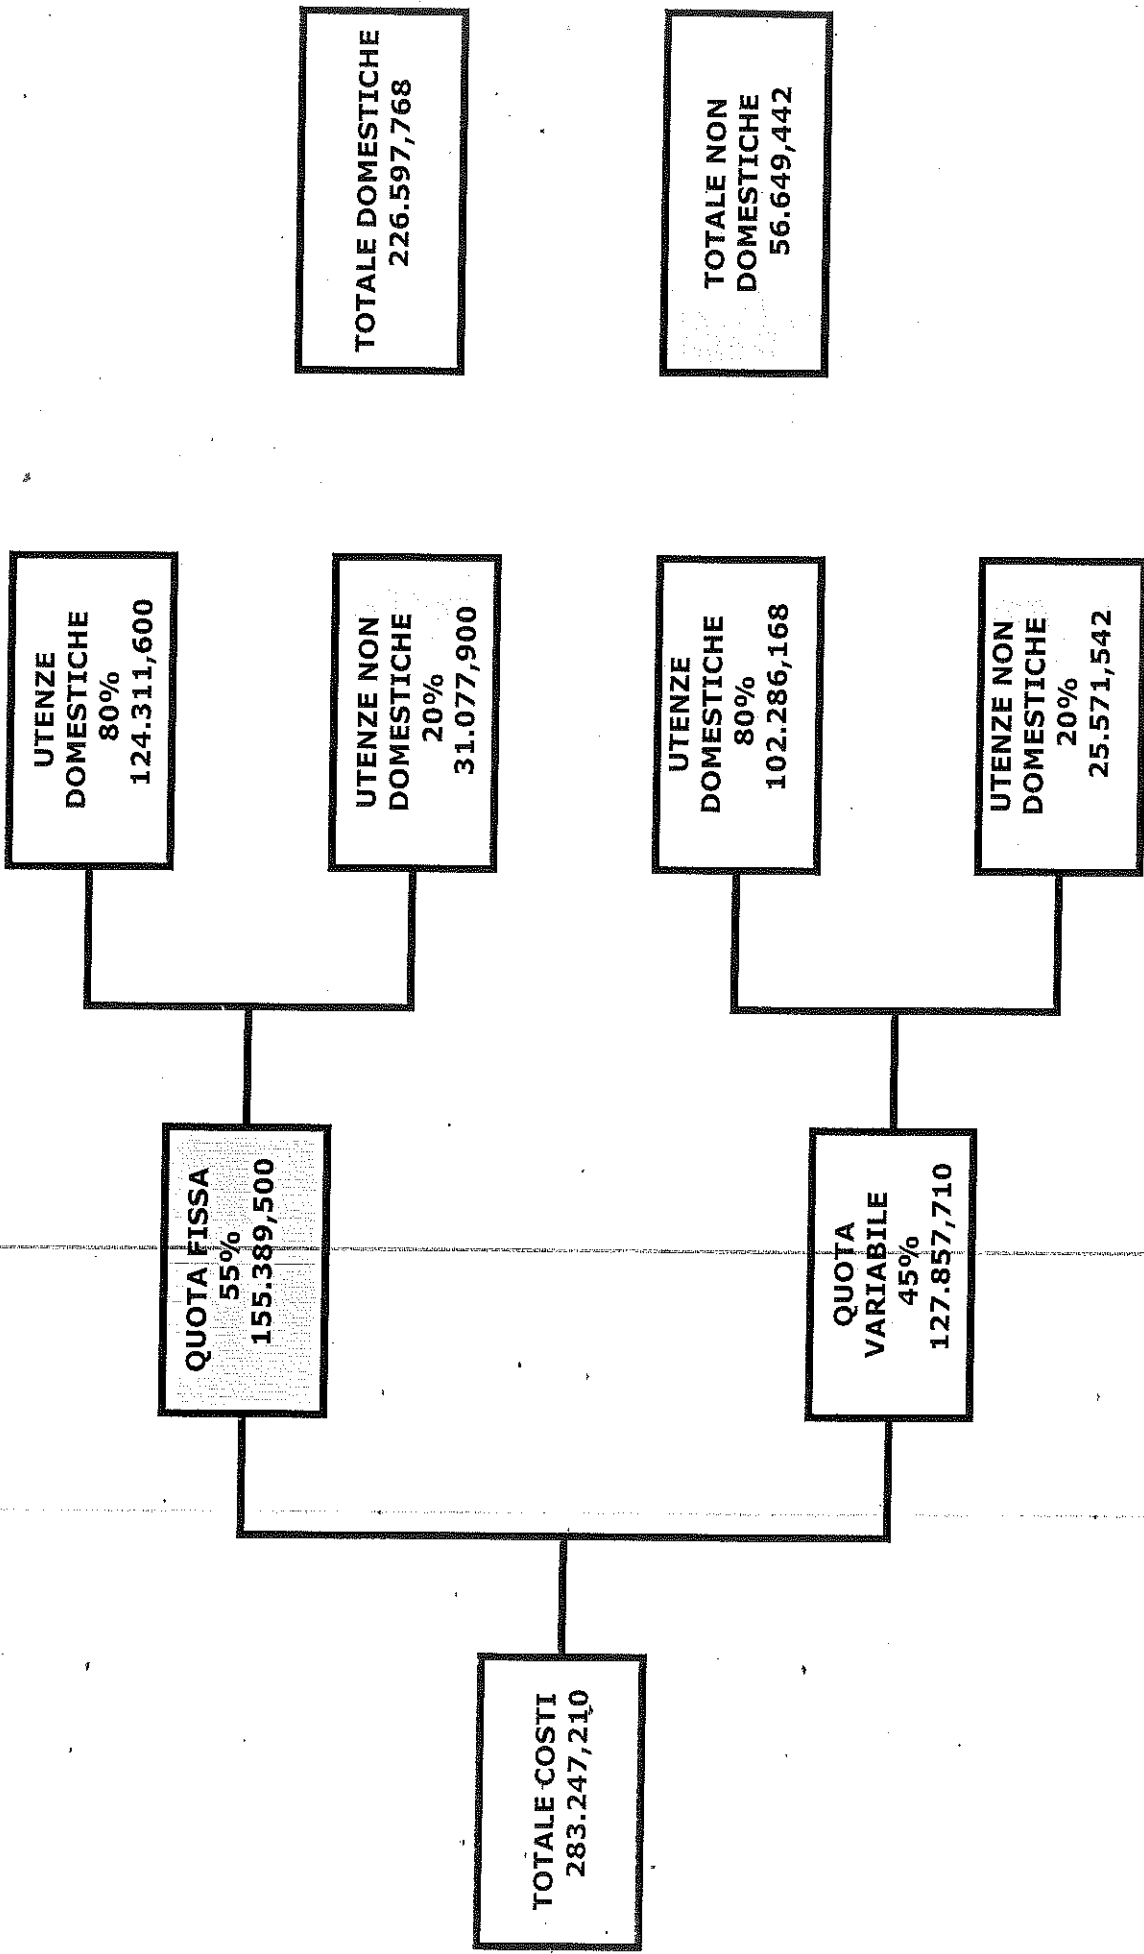 TOTALE COSTI
283.247,210
QUOTA FISSA
55%
155.389,500
QUOTA
VARIABILE
45%
127.857,710
UTENZE
DOMESTICHE
80%
124.311,600
UTENZE NON
DOMESTICHE
20%
31.077,900
UTENZE
DOMESTICHE
80%
102.286,168
UTENZE NON
DOMESTICHE
20%
25.571,542
TOTALE DOMESTICHE
226.597,768
TOTALE NON
DOMESTICHE
56.649,442